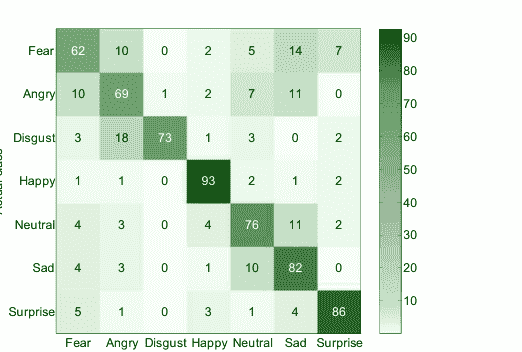 Fear 62 10 0 2 5 14 7
Angry 10 69 1 2 7 11 0
Disgust 3 18 73 1 3 0 2
Happy 1 1 0 93 2 1 2
Neutral 4 3 0 4 76 11 2
Sad 4 3 0 1 10 82 0
Surprise 5 1 0 3 1 4 86
Fear Angry Disgust Happy Neutral Sad Surprise
90
80
70
60
50
40
30
20
10